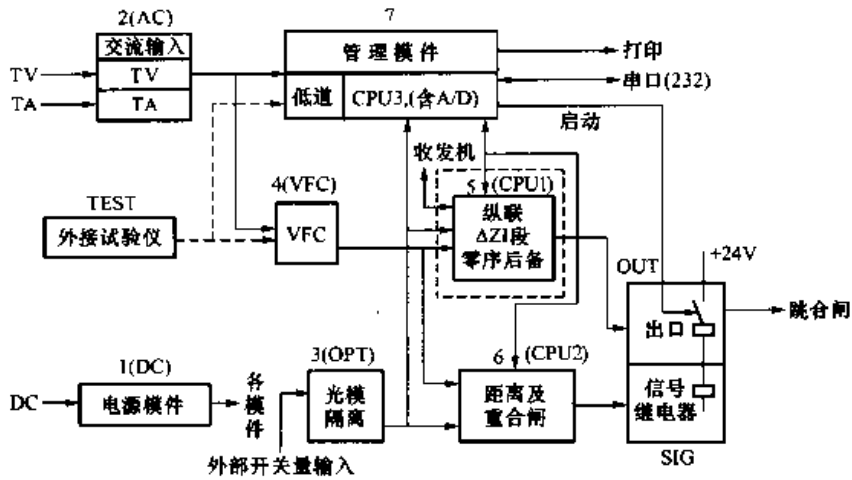 2(AC)
交流输入
TV
TV
TA
TA
7
管理模件
低道
CPU3,(含A/D)
打印
串口(232)
启动
收发机
5
(CPU1)
纵联
ΔZI段
零序后备
TEST
外接试验仪
4(VFC)
VFC
OUT
+24V
出口
跳合闸
1(DC)
DC
电源模件
各模件
3(OPT)
光模
隔离
外部开关量输入
6
(CPU2)
距离及
重合闸
信号
继电器
SIG